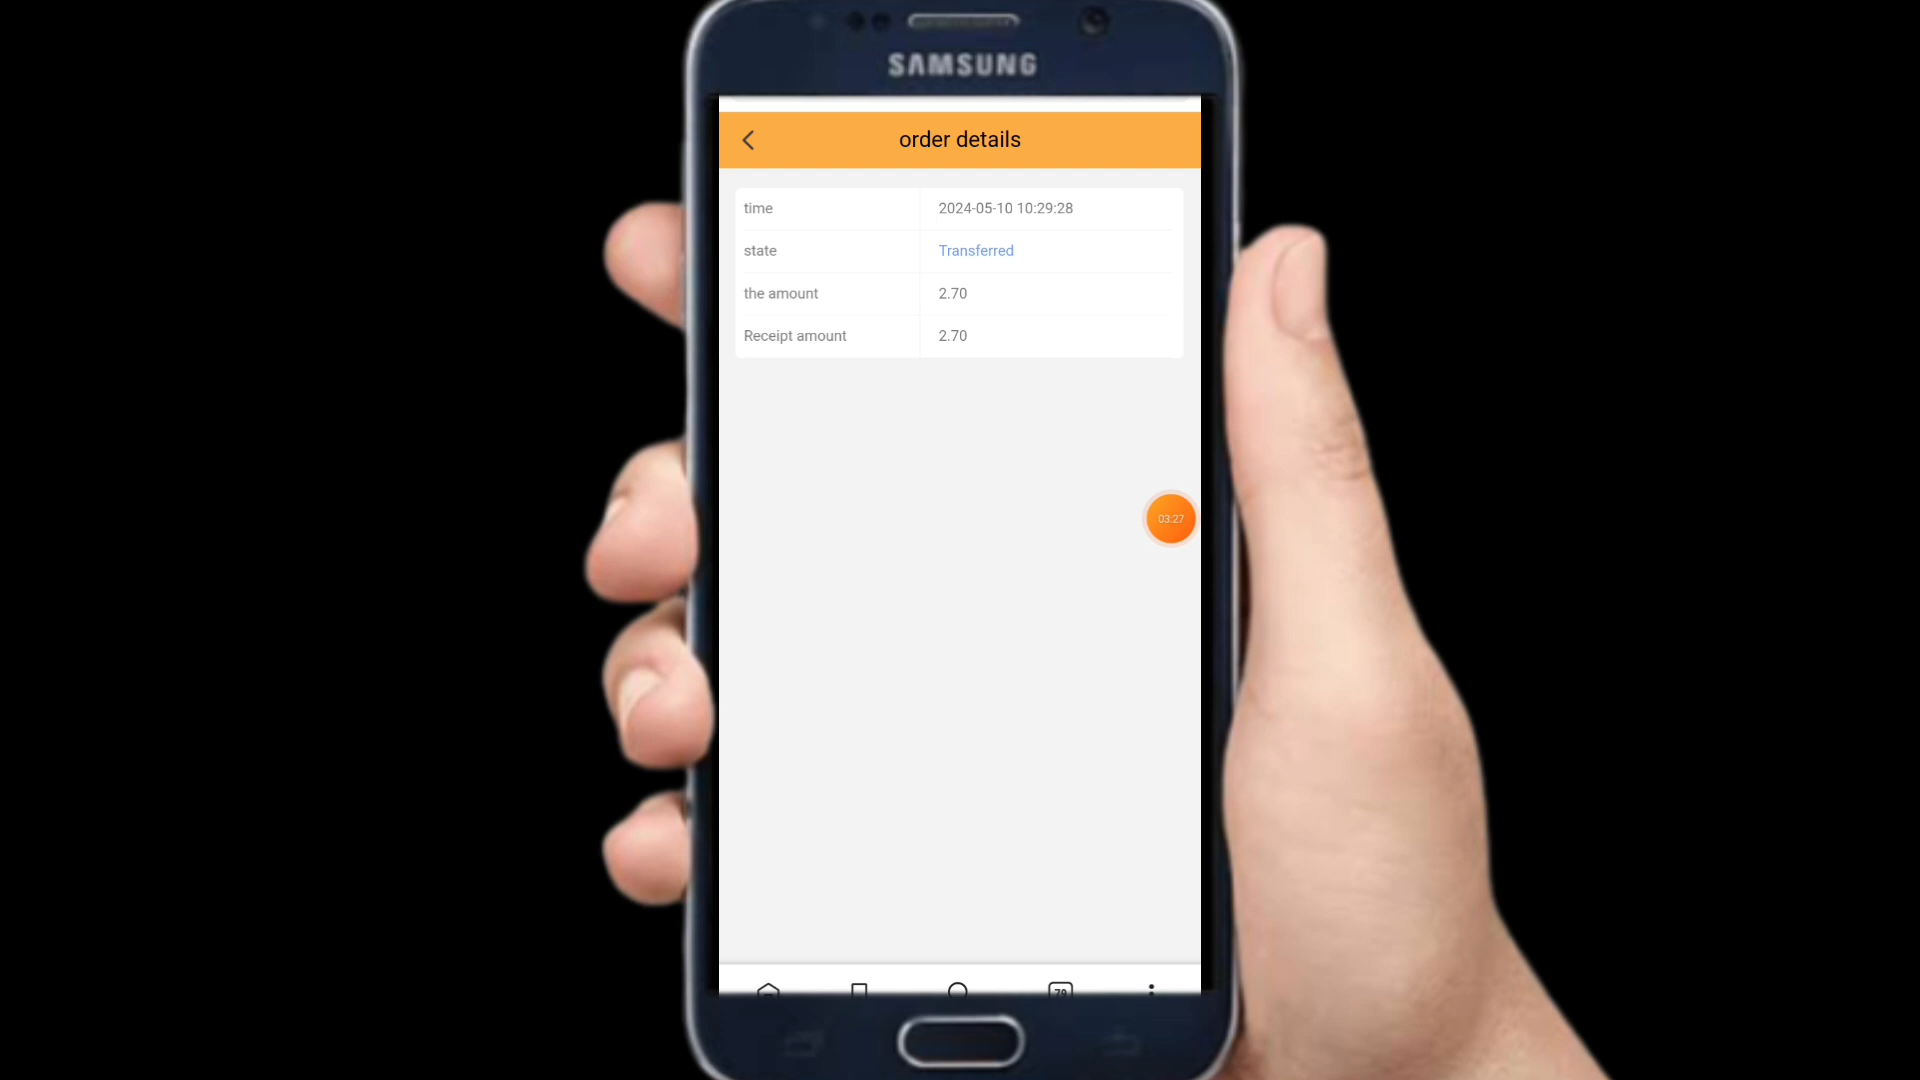 SAMSUNG
order details
time 2024-05-10 10:29:28
state Transferred
the amount 2.70
Receipt amount 2.70
03:27
79